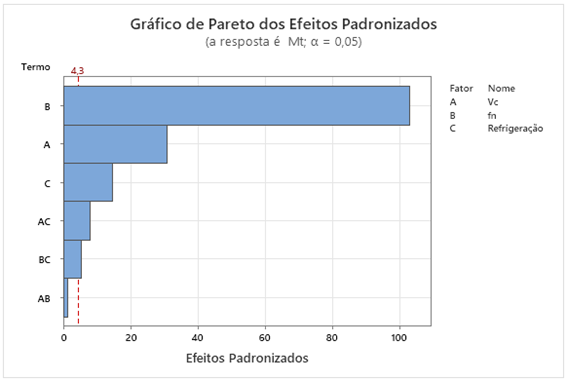 Gráfico de Pareto dos Efeitos Padronizados
(a resposta é Mt; α = 0,05)
Termo
4,3
B
A
C
AC
BC
AB
0 20 40 60 80 100
Efeitos Padronizados
Fator Nome
A Vc
B fn
C Refrigeração